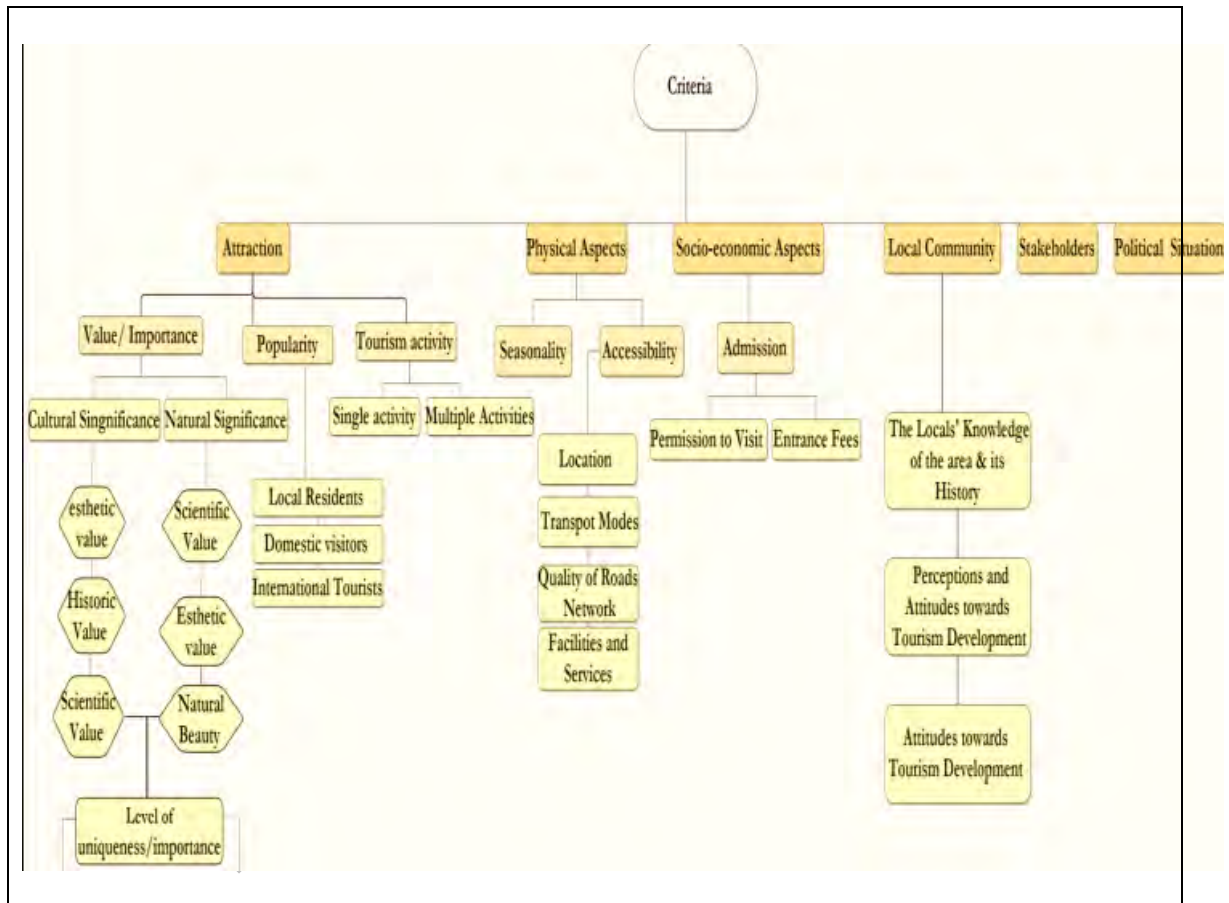 Criteria
Attraction
Physical Aspects
Socio-economic Aspects
Local Community
Stakeholders
Political Situation
Value/ Importance
Popularity
Tourism activity
Seasonality
Accessibility
Admission
Cultural Singnificance
Natural Significance
Single activity
Multiple Activities
Permission to Visit
Entrance Fees
esthetic
value
Historic
Value
Scientific
Value
Scientific
Value
Esthetic
value
Natural
Beauty
Level of
uniqueness/importance
Local Residents
Domestic visitors
International Tourists
Location
Transpot Modes
Quality of Roads
Network
Facilities and
Services
The Locals' Knowledge
of the area & its
History
Perceptions and
Attitudes towards
Tourism Development
Attitudes towards
Tourism Development